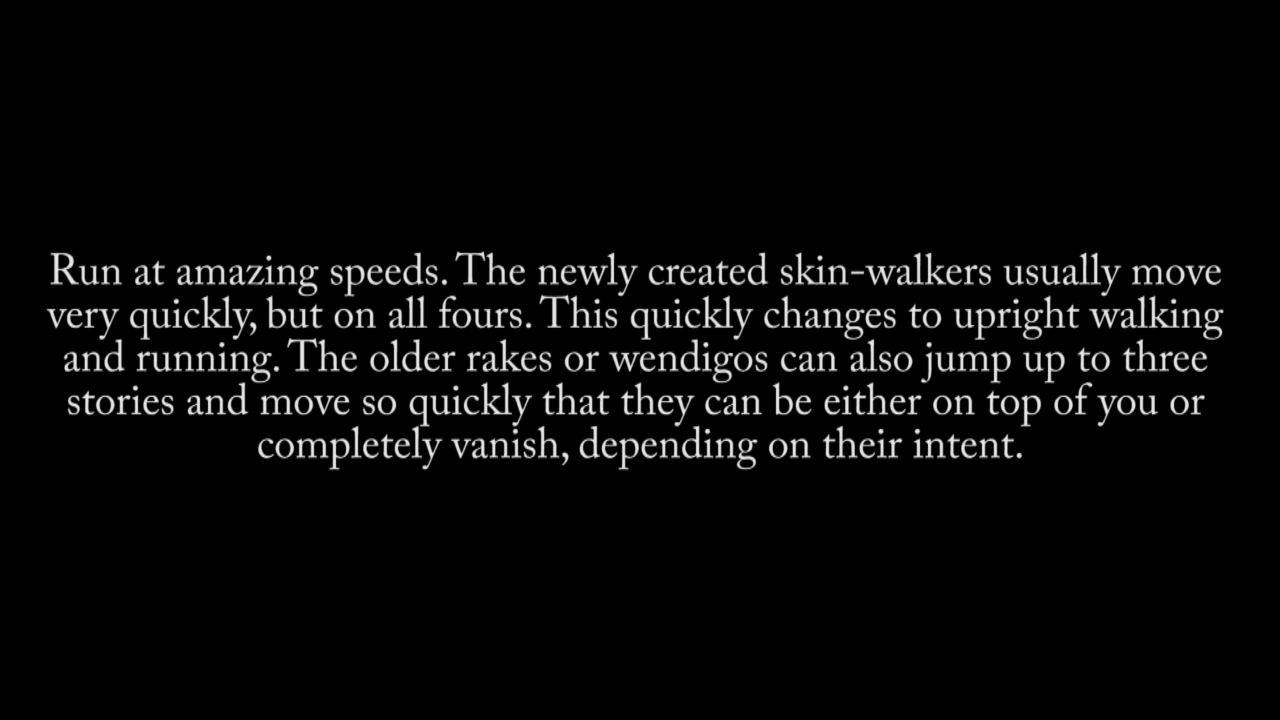 Run at amazing speeds. The newly created skin-walkers usually move
very quickly, but on all fours. This quickly changes to upright walking
and running. The older rakes or wendigos can also jump up to three
stories and move so quickly that they can be either on top of you or
completely vanish, depending on their intent.